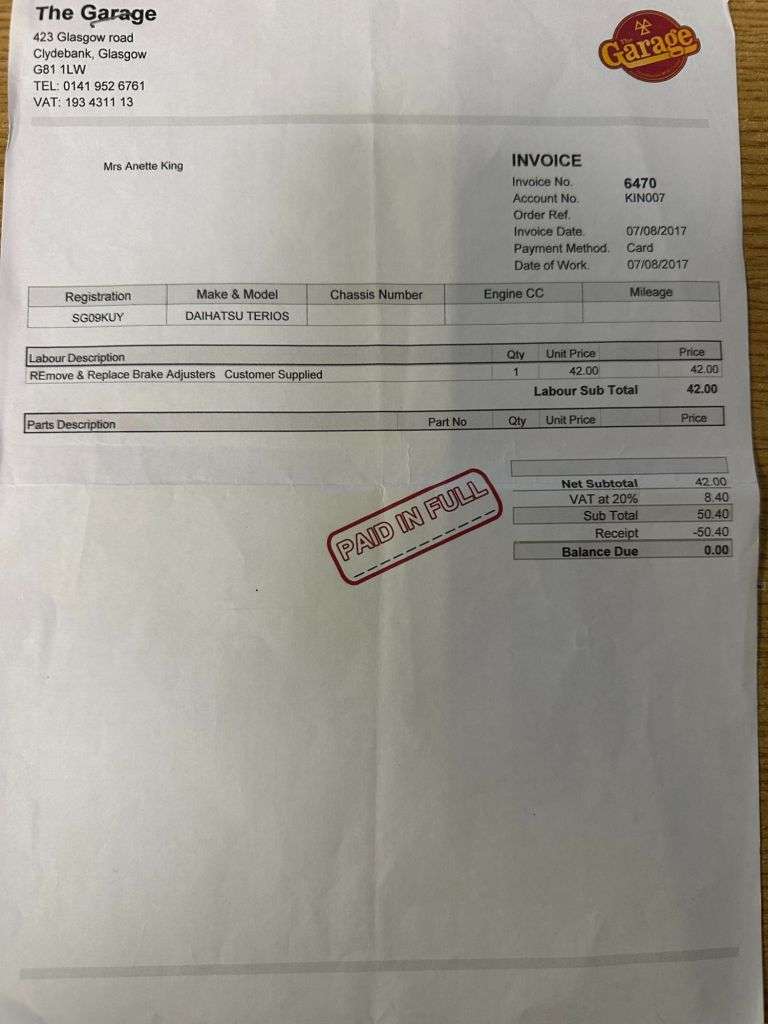 The Garage
423 Glasgow road
Clydebank, Glasgow
G81 1LW
TEL: 0141 952 6761
VAT: 193 4311 13
The
Garage
Mrs Anette King
INVOICE
Invoice No. 6470
Account No. KIN007
Order Ref.
Invoice Date. 07/08/2017
Payment Method. Card
Date of Work. 07/08/2017
Registration Make & Model Chassis Number Engine CC Mileage
SG09KUY DAIHATSU TERIOS
Labour Description Qty Unit Price Price
REmove & Replace Brake Adjusters Customer Supplied 1 42.00 42.00
Labour Sub Total 42.00
Parts Description Part No Qty Unit Price Price
PAID IN FULL
Net Subtotal 42.00
VAT at 20% 8.40
Sub Total 50.40
Receipt -50.40
Balance Due 0.00